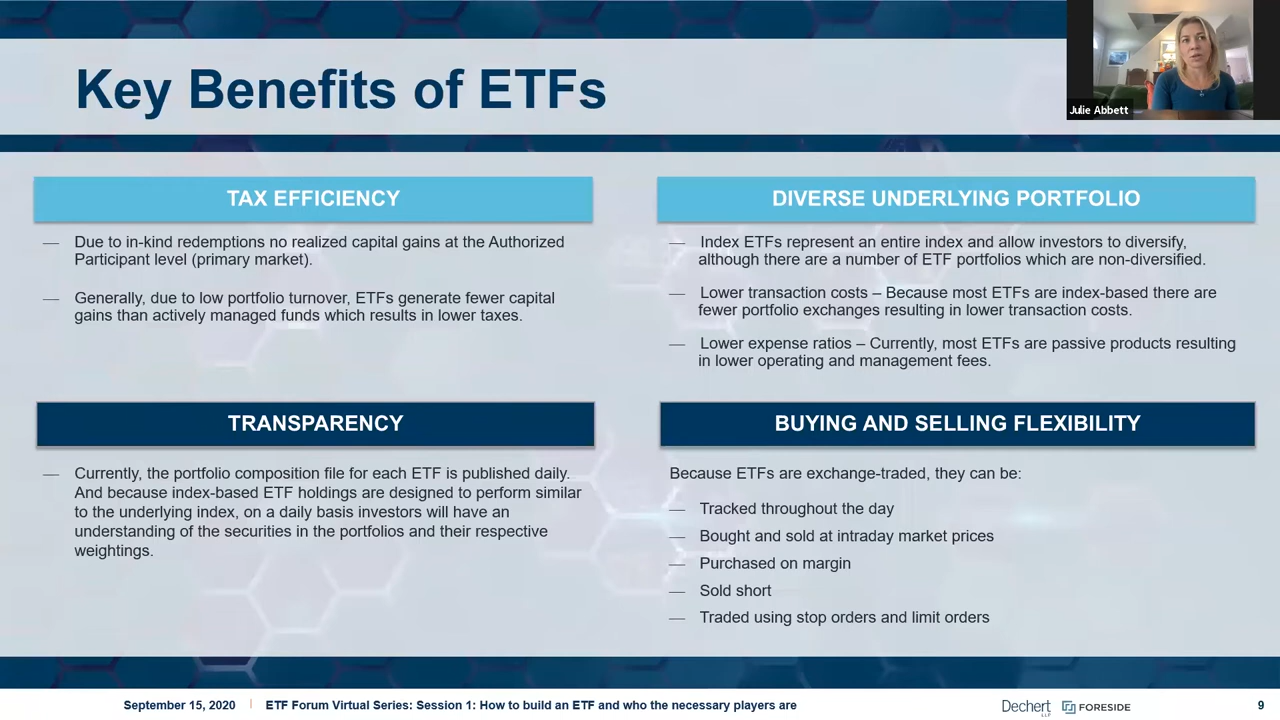 Key Benefits of ETFs
Julie Abbett
TAX EFFICIENCY
— Due to in-kind redemptions no realized capital gains at the Authorized
Participant level (primary market).
— Generally, due to low portfolio turnover, ETFs generate fewer capital
gains than actively managed funds which results in lower taxes.
DIVERSE UNDERLYING PORTFOLIO
— Index ETFs represent an entire index and allow investors to diversify,
although there are a number of ETF portfolios which are non-diversified.
— Lower transaction costs – Because most ETFs are index-based there are
fewer portfolio exchanges resulting in lower transaction costs.
— Lower expense ratios – Currently, most ETFs are passive products resulting
in lower operating and management fees.
TRANSPARENCY
— Currently, the portfolio composition file for each ETF is published daily.
And because index-based ETF holdings are designed to perform similar
to the underlying index, on a daily basis investors will have an
understanding of the securities in the portfolios and their respective
weightings.
BUYING AND SELLING FLEXIBILITY
Because ETFs are exchange-traded, they can be:
— Tracked throughout the day
— Bought and sold at intraday market prices
— Purchased on margin
— Sold short
— Traded using stop orders and limit orders
September 15, 2020 | ETF Forum Virtual Series: Session 1: How to build an ETF and who the necessary players are
Dechert
LLP
FORESIDE
9